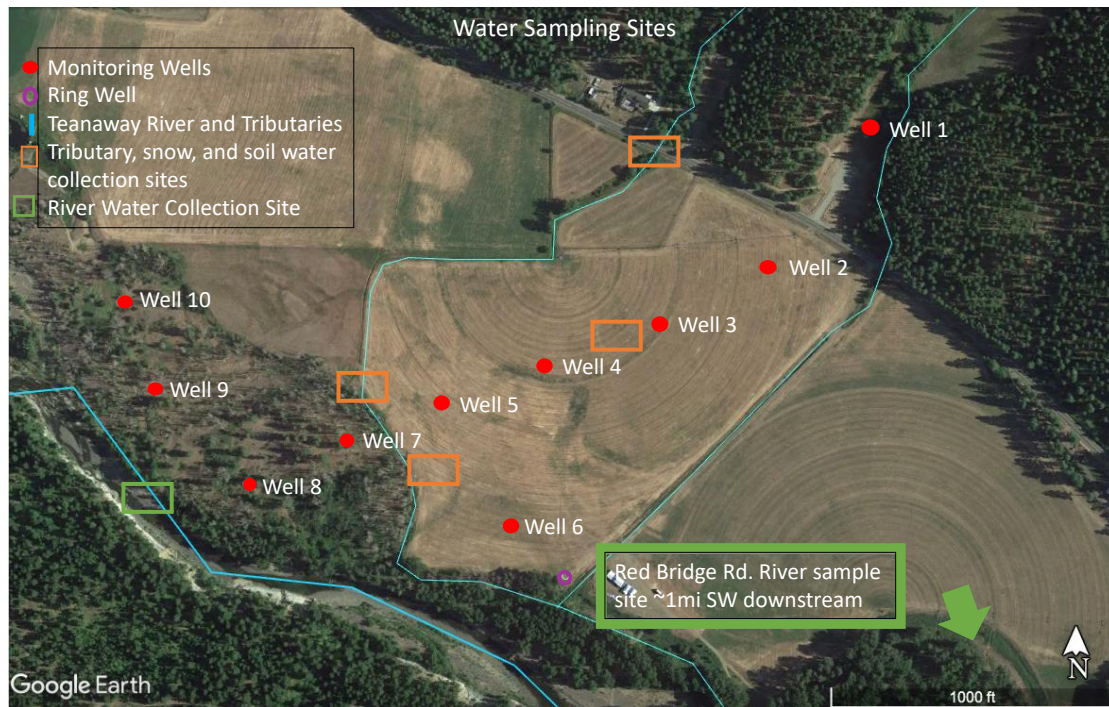 Water Sampling Sites
Monitoring Wells
Ring Well
Teanaway River and Tributaries
Tributary, snow, and soil water
collection sites
River Water Collection Site
Well 1
Well 2
Well 3
Well 4
Well 5
Well 10
Well 9
Well 7
Well 8
Well 6
Red Bridge Rd. River sample
site ~1mi SW downstream
N
Google Earth
1000 ft